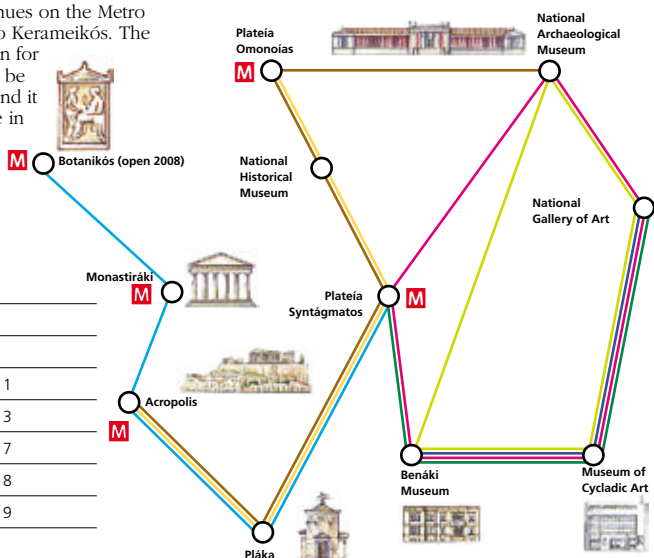 nues on the Metro
o Kerameikós. The
n for
be
nd it
e in
Plateía
Omonoías
M
National
Archaeological
Museum
M
Botanikós (open 2008)
National
Historical
Museum
National
Gallery of Art
Monastiráki
M
Plateía
Syntágmatos
M
1
3
7
8
9
Acropolis
M
Benáki
Museum
Museum of
Cycladic Art
Pláka